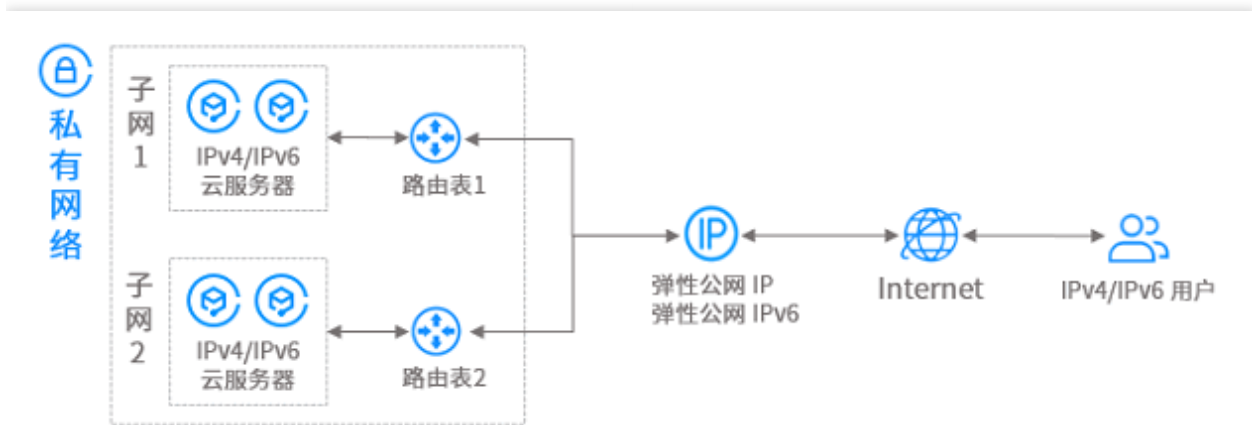 私有网络
子网1
IPv4/IPv6
云服务器
路由表1
子网2
IPv4/IPv6
云服务器
路由表2
IP
弹性公网 IP
弹性公网 IPv6
Internet
IPv4/IPv6 用户